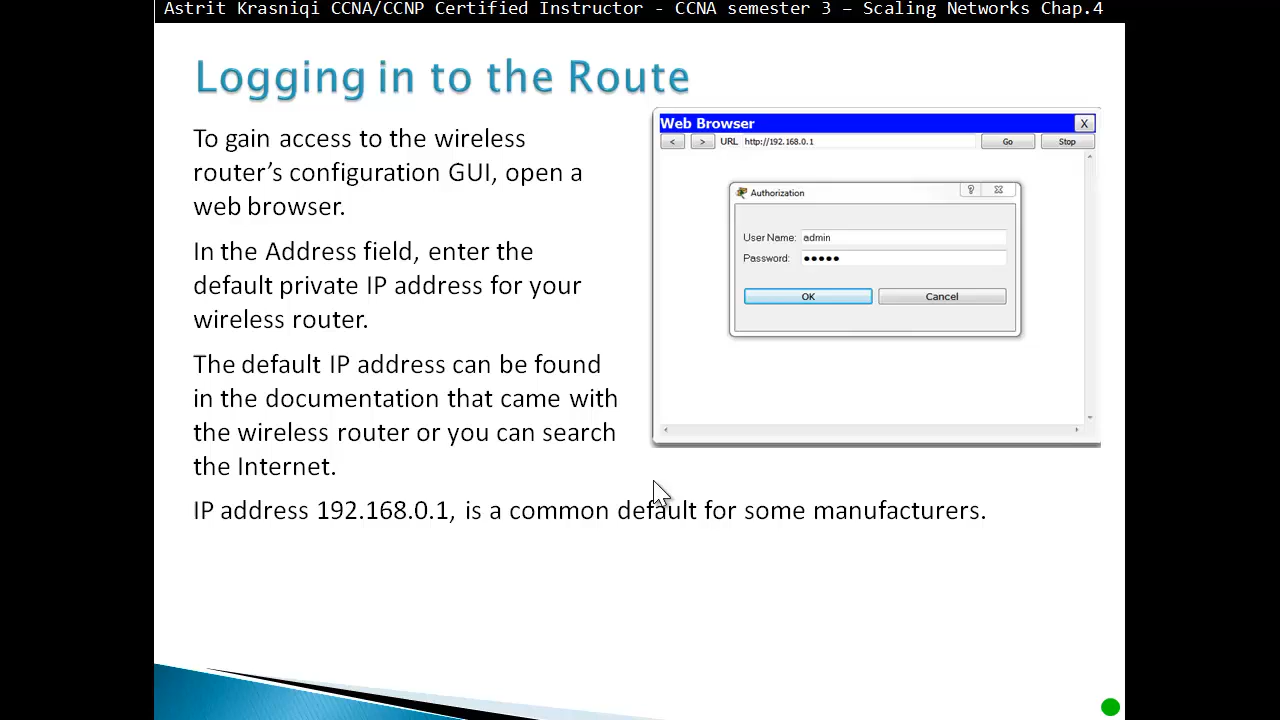 Astrit Krasniqi CCNA/CCNP Certified Instructor - CCNA semester 3 – Scaling Networks Chap.4
Logging in to the Route
To gain access to the wireless
router’s configuration GUI, open a
web browser.
In the Address field, enter the
default private IP address for your
wireless router.
The default IP address can be found
in the documentation that came with
the wireless router or you can search
the Internet.
IP address 192.168.0.1, is a common default for some manufacturers.
Web Browser X
< > URL http://192.168.0.1 Go Stop
Authorization ?
User Name: admin
Password: •••••
OK Cancel